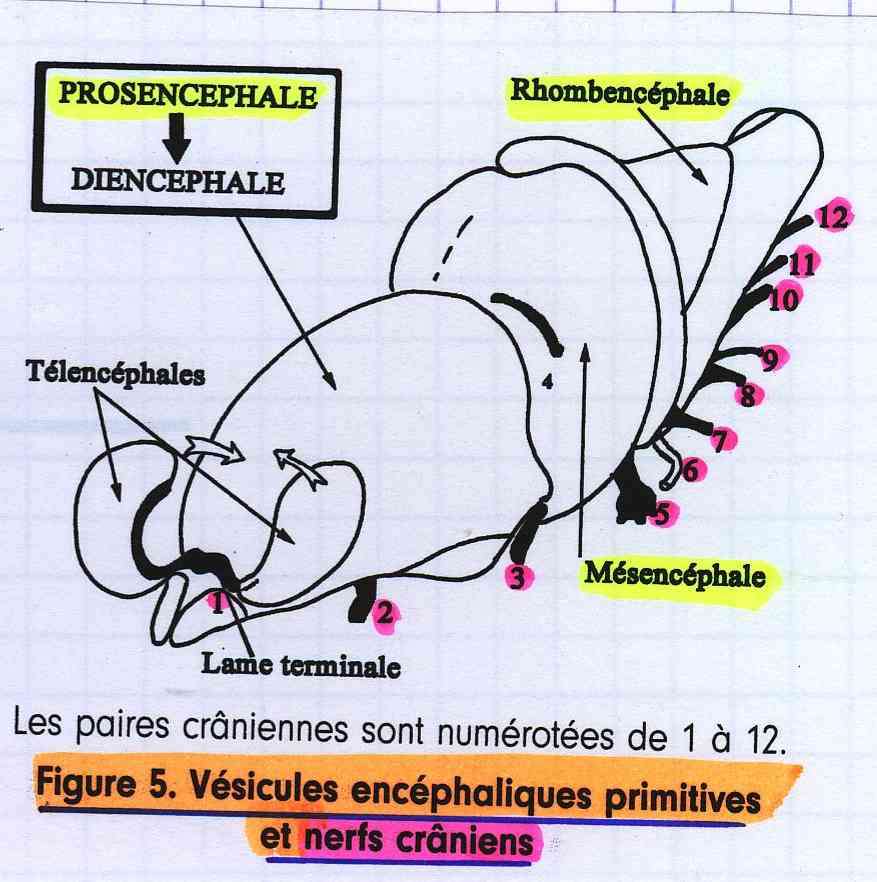 PROSENCEPHALE
DIENCEPHALE
Rhombencéphale
12
11
10
9
8
7
6
5
4
Télencéphales
3
Mésencéphale
1
2
Lame terminale
Les paires crâniennes sont numérotées de 1 à 12.
Figure 5. Vésicules encéphaliques primitives
et nerfs crâniens